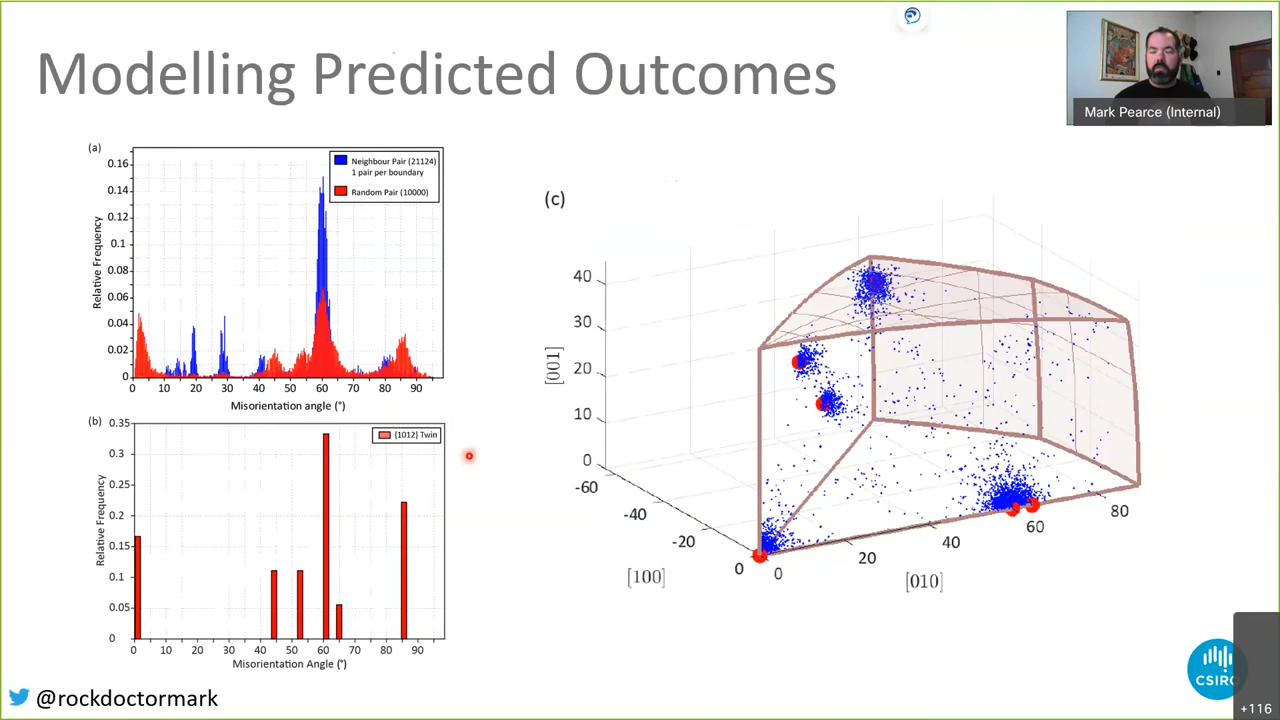 Modelling Predicted Outcomes
Mark Pearce (Internal)
(a)
Neighbour Pair (21124)
1 pair per boundary
Random Pair (10000)
Relative Frequency
0.16
0.14
0.12
0.1
0.08
0.06
0.04
0.02
0
0 10 20 30 40 50 60 70 80 90
Misorientation angle (°)
(b)
{1012} Twin
Relative Frequency
0.35
0.3
0.25
0.2
0.15
0.1
0.05
0
0 10 20 30 40 50 60 70 80 90
Misorientation Angle (°)
(c)
[001]
40
30
20
10
0
-60
-40
-20
0
[100]
0
20
40
60
80
[010]
@rockdoctormark
CSIRO
+116